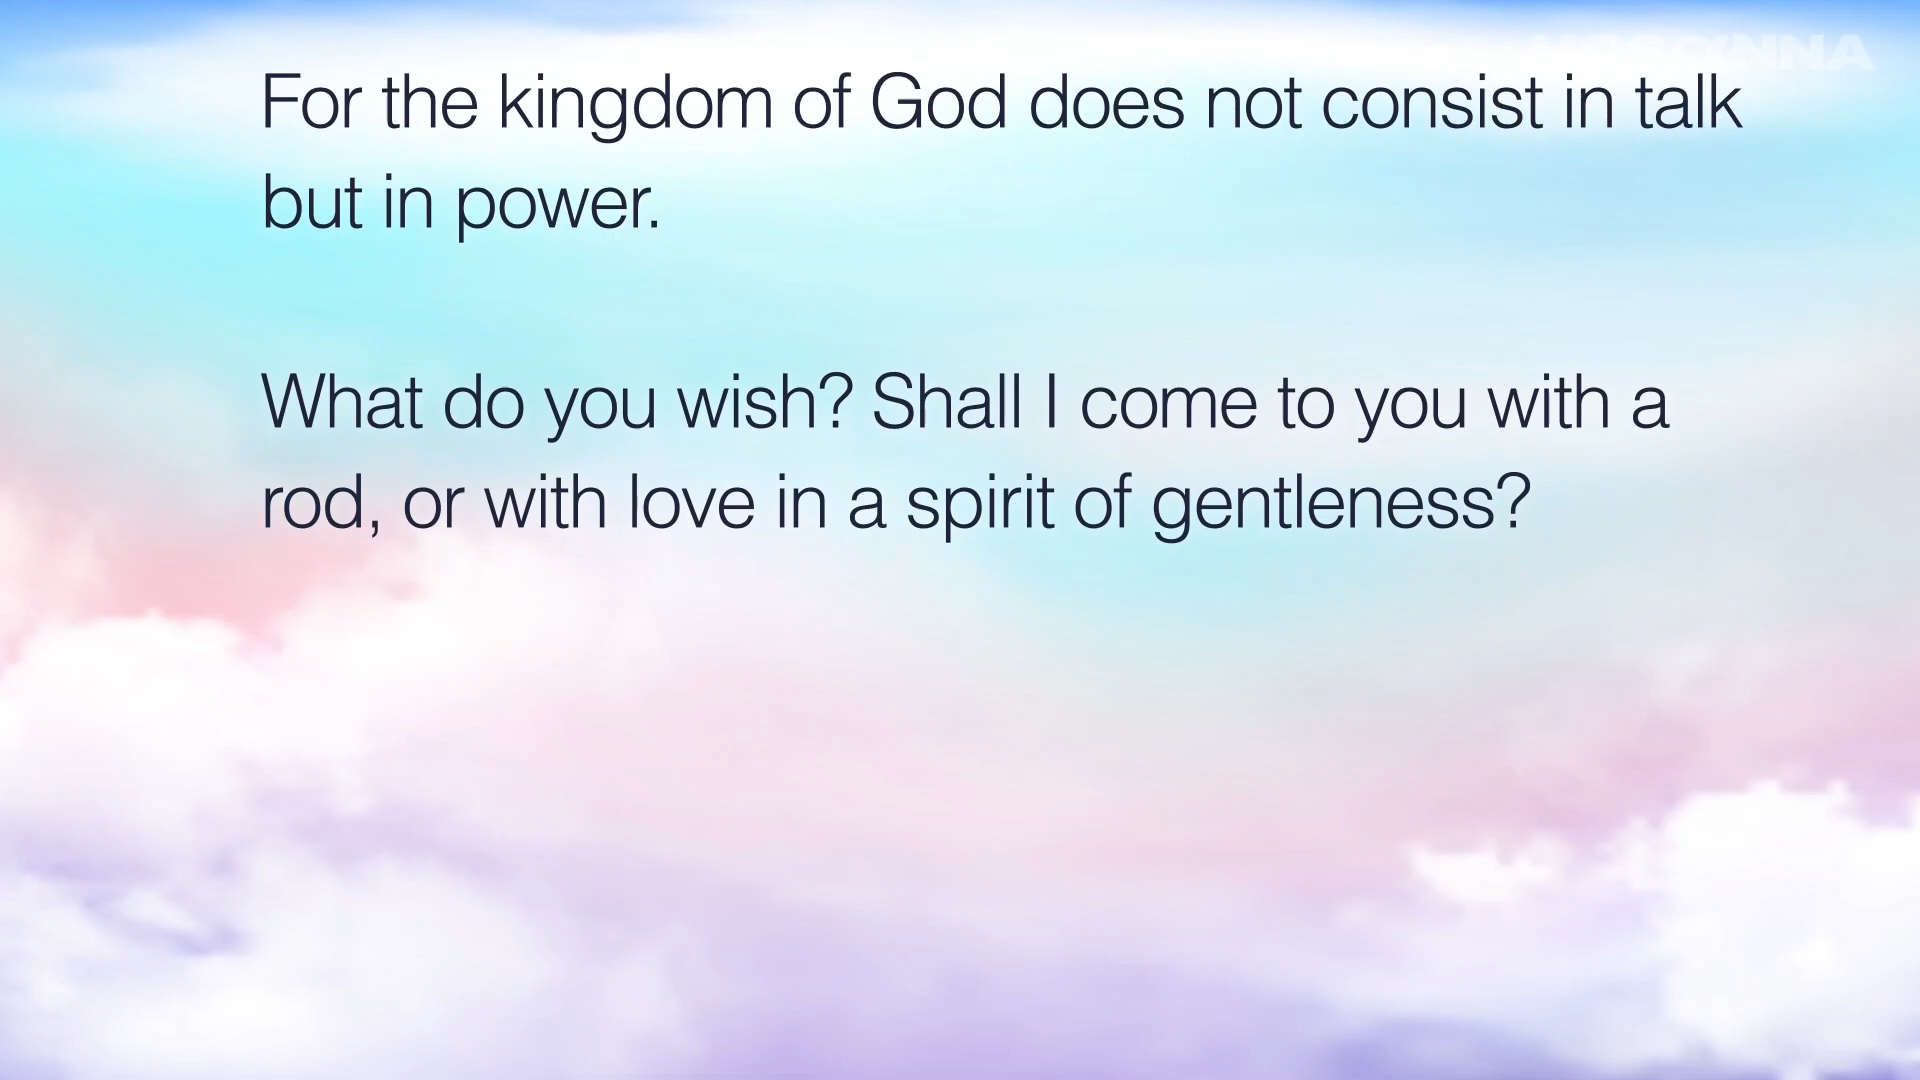 HOSANNA
For the kingdom of God does not consist in talk
but in power.
What do you wish? Shall I come to you with a
rod, or with love in a spirit of gentleness?